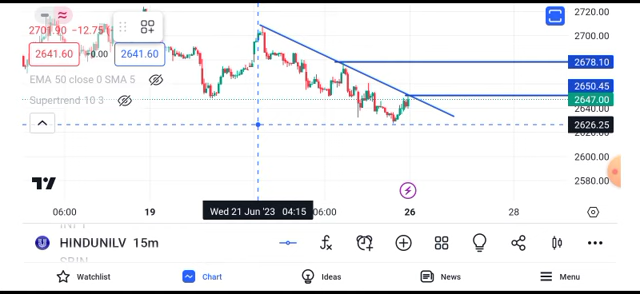 2720.00
2701.90 −12.75
2700.00
2641.60 0.00 2641.60
2678.10
EMA 50 close 0 SMA 5
2650.45
Supertrend 10 3
2647.00
2640.00
2626.25
2600.00
2580.00
06:00 19 Wed 21 Jun '23 04:15 06:00 26 28
HINDUNILV 15m
Watchlist Chart Ideas News Menu